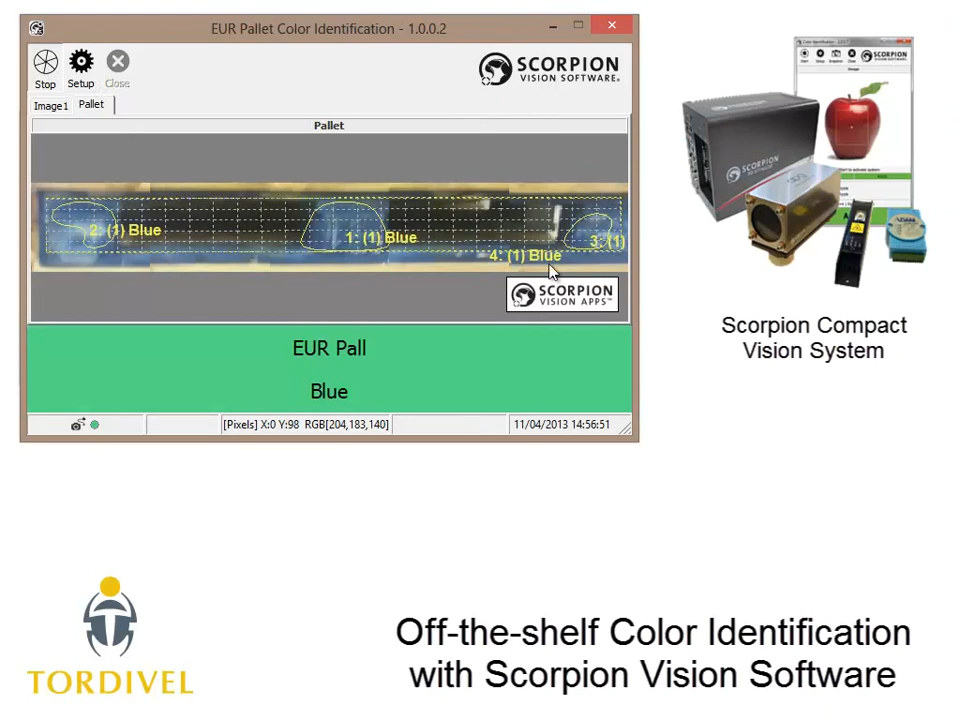 EUR Pallet Color Identification - 1.0.0.2
Stop
Setup
Close
SCORPION
VISION SOFTWARE®
Image1
Pallet
Pallet
2: (1) Blue
1: (1) Blue
3: (1)
4: (1) Blue
SCORPION
VISION APPS™
EUR Pall
Blue
[Pixels] X:0 Y:98 RGB[204,183,140]
11/04/2013 14:56:51
SCORPION
Scorpion Compact
Vision System
TORDIVEL
Off-the-shelf Color Identification
with Scorpion Vision Software